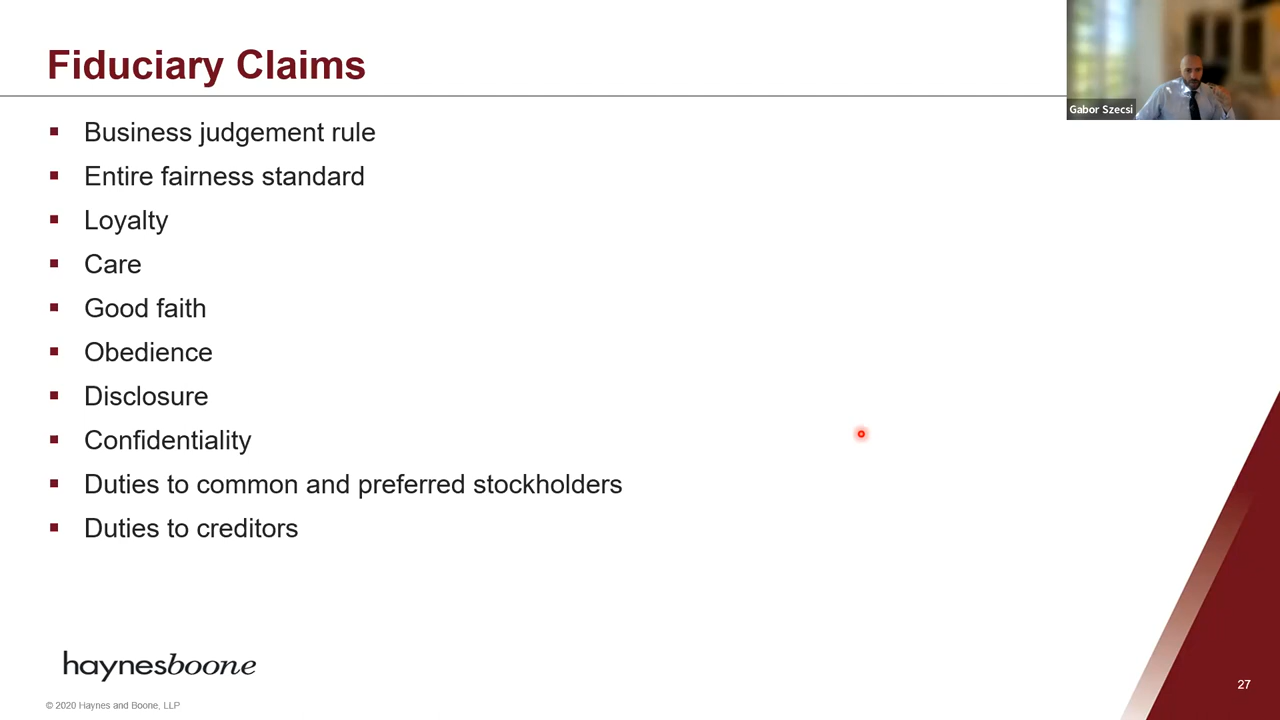 Fiduciary Claims
Gabor Szecsi
▪ Business judgement rule
▪ Entire fairness standard
▪ Loyalty
▪ Care
▪ Good faith
▪ Obedience
▪ Disclosure
▪ Confidentiality
▪ Duties to common and preferred stockholders
▪ Duties to creditors
haynesboone
27
© 2020 Haynes and Boone, LLP